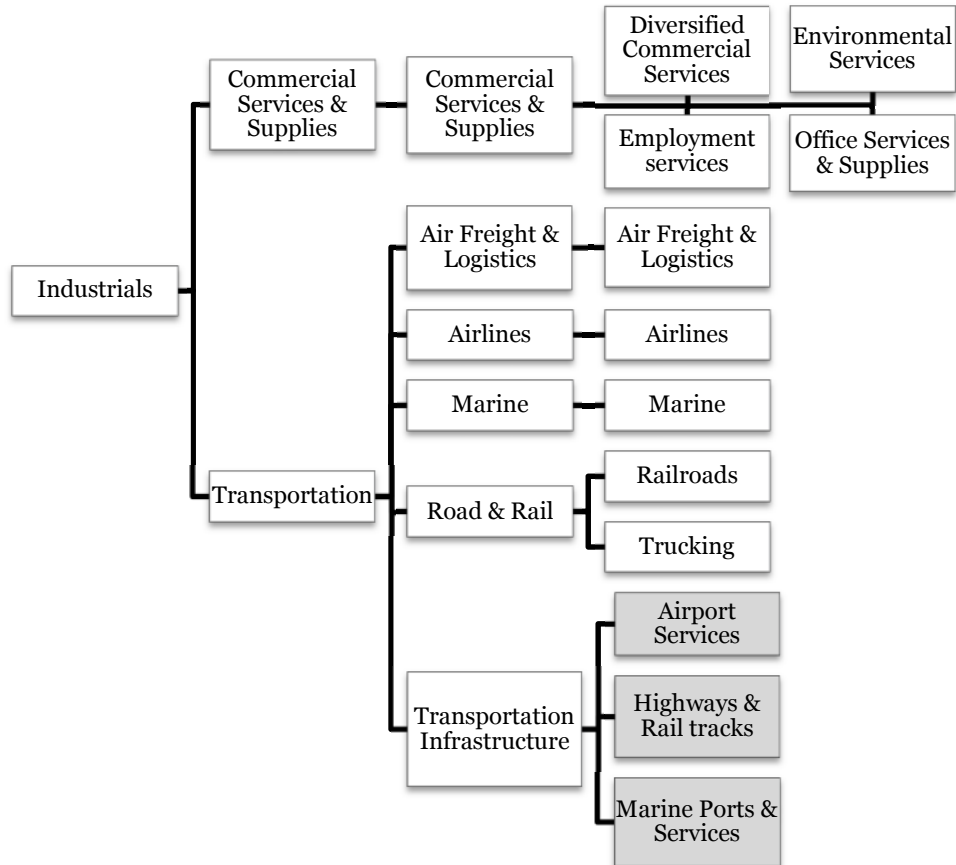 Diversified
Commercial
Services
Environmental
Services
Commercial
Services &
Supplies
Commercial
Services &
Supplies
Employment
services
Office Services
& Supplies
Air Freight &
Logistics
Air Freight &
Logistics
Industrials
Airlines
Airlines
Marine
Marine
Transportation
Road & Rail
Railroads
Trucking
Transportation
Infrastructure
Airport
Services
Highways &
Rail tracks
Marine Ports &
Services